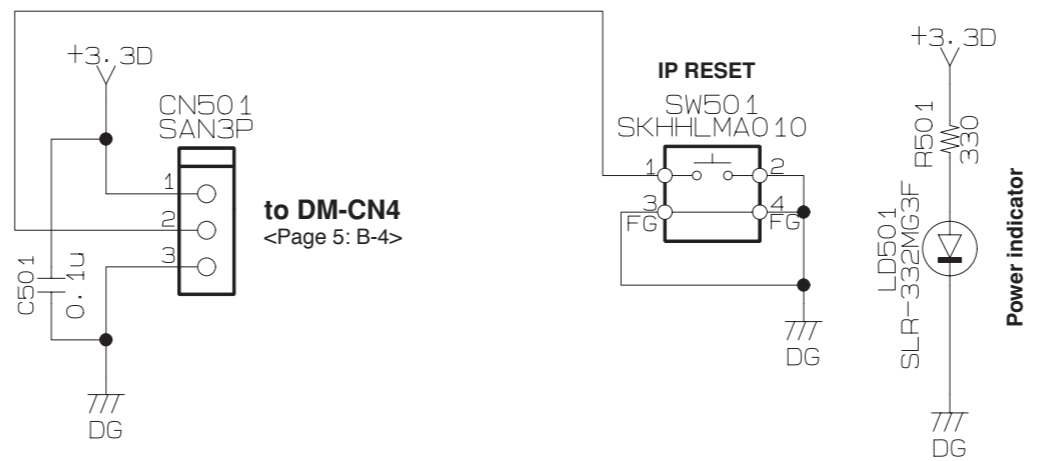 +3.3D
CN501
SAN3P
1
2
3
to DM-CN4
<Page 5: B-4>
C501
0.1u
DG
IP RESET
SW501
SKHHLMA010
1
2
3
4
FG
FG
DG
+3.3D
R501
330
LD501
SLR-332MG3F
Power indicator
DG